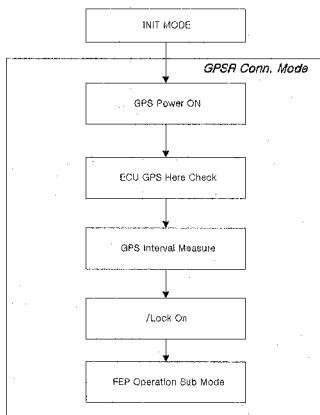 INIT MODE
GPSR Conn. Mode
GPS Power ON
ECU GPS Here Check
GPS Interval Measure
/Lock On
FEP Operation Sub Mode